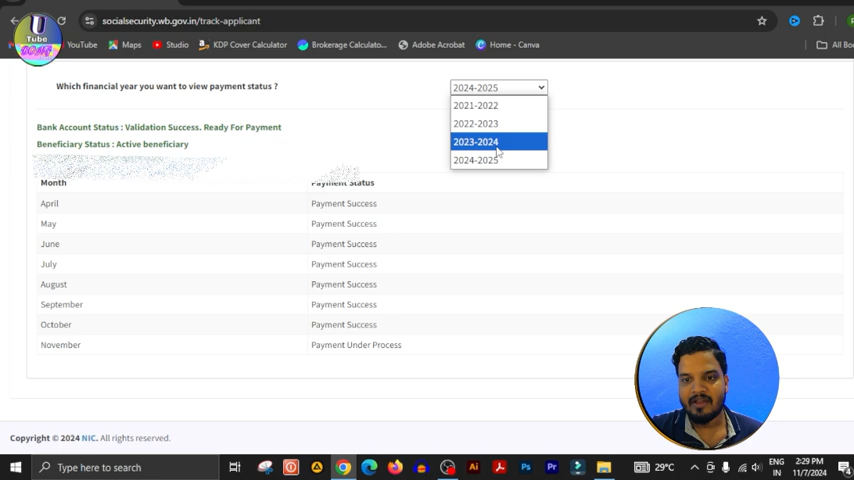 socialsecurity.wb.gov.in/track-applicant
U
Tube
YouTube
Maps
Studio
KDP Cover Calculator
Brokerage Calculato...
Adobe Acrobat
Home - Canva
All Bo
Which financial year you want to view payment status ?
2024-2025
2021-2022
2022-2023
2023-2024
2024-2025
Bank Account Status : Validation Success. Ready For Payment
Beneficiary Status : Active beneficiary
Month Payment Status
April Payment Success
May Payment Success
June Payment Success
July Payment Success
August Payment Success
September Payment Success
October Payment Success
November Payment Under Process
Copyright © 2024 NIC. All rights reserved.
Type here to search
29°C
ENG
IN
2:29 PM
11/7/2024